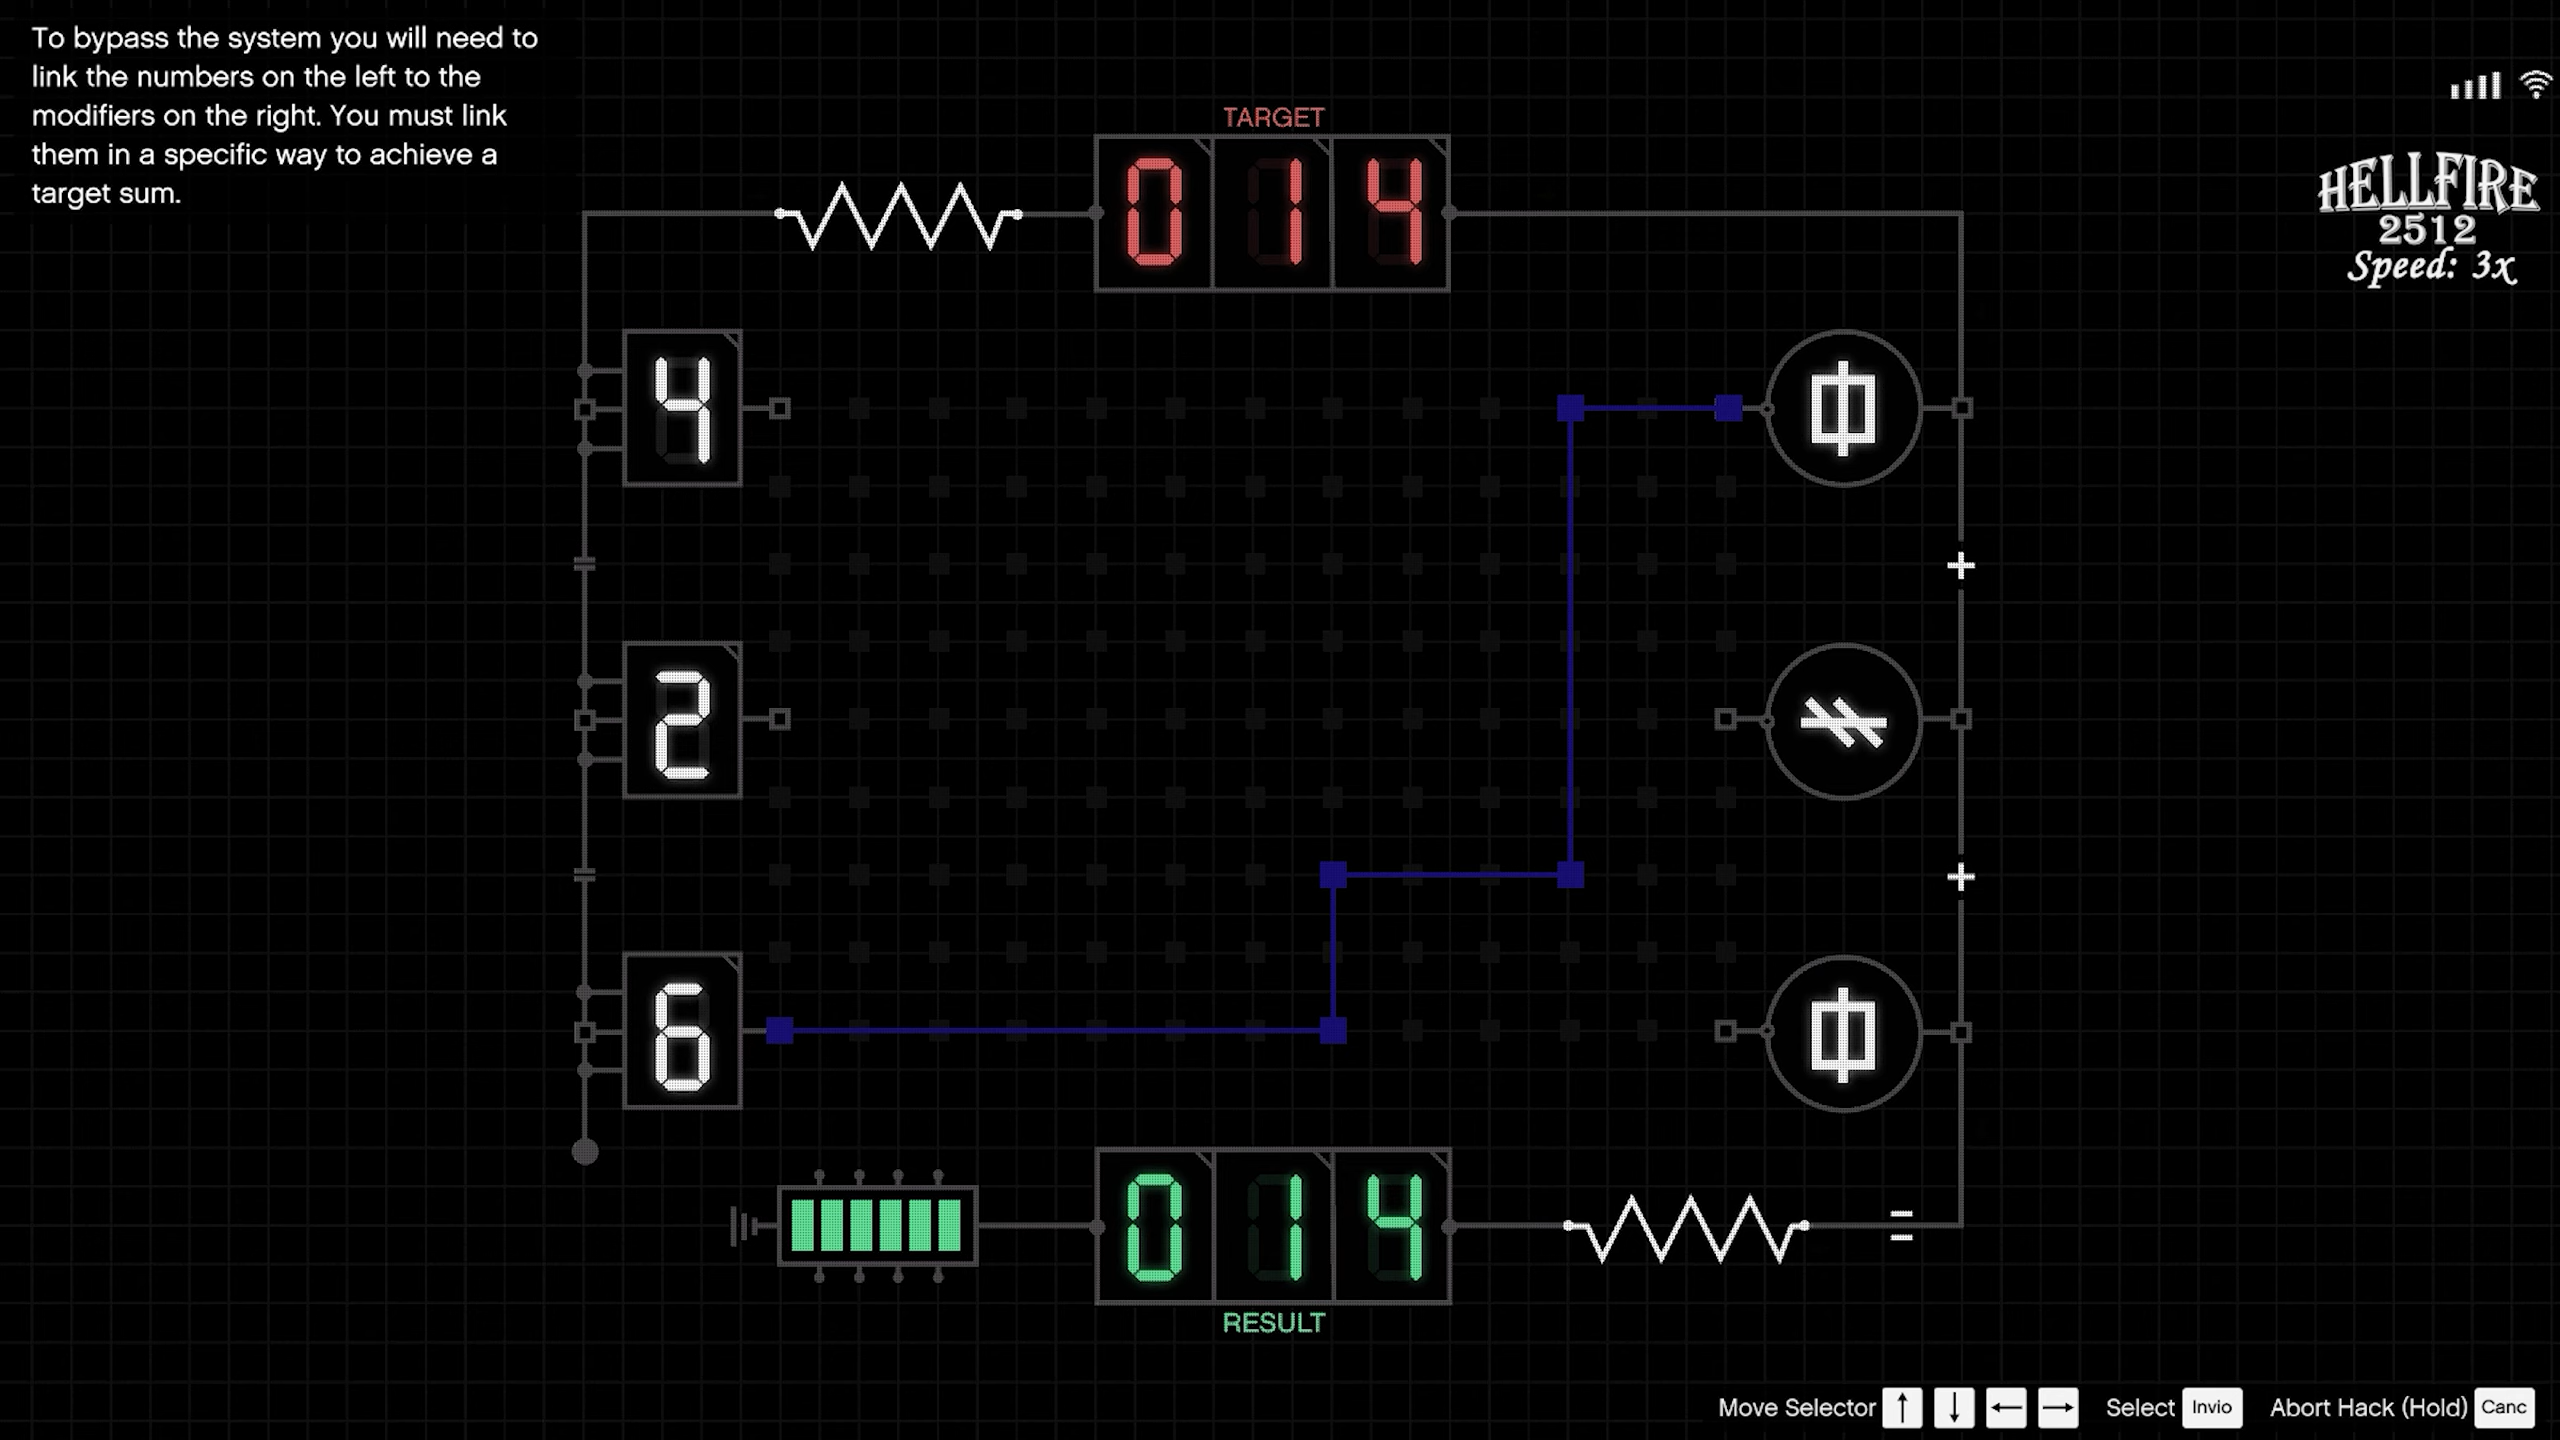 To bypass the system you will need to
link the numbers on the left to the
modifiers on the right. You must link
them in a specific way to achieve a
target sum.
TARGET
014
HELLFIRE
2512
Speed: 3x
4
2
6
+
+
=
014
RESULT
Move Selector ↑ ↓ ← → Select Invio Abort Hack (Hold) Canc